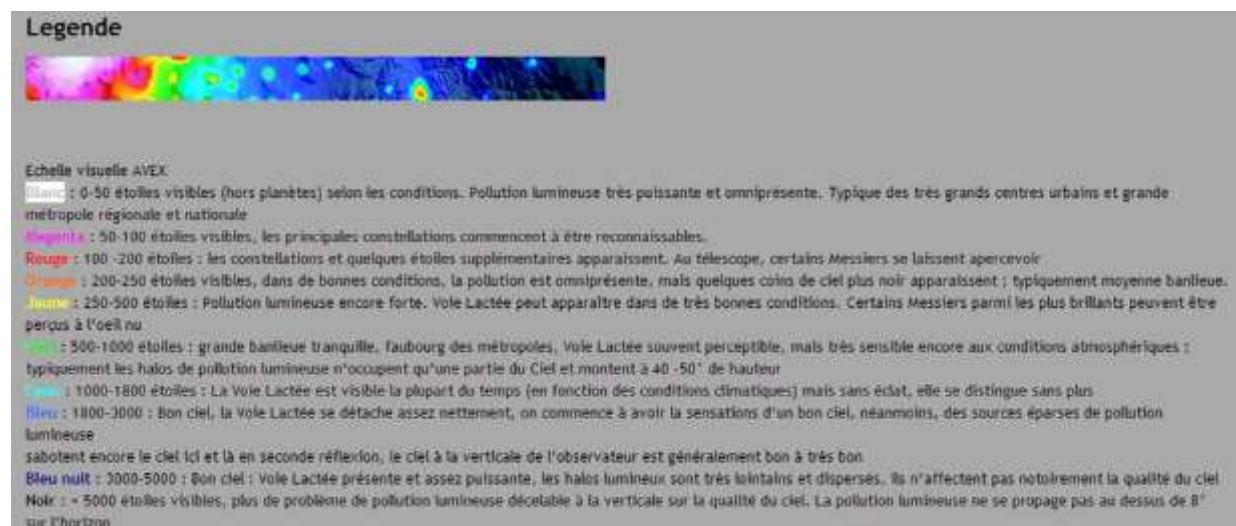 Legende
Echelle visuelle AVEX
Blanc : 0-50 étoiles visibles (hors planètes) selon les conditions. Pollution lumineuse très puissante et omniprésente. Typique des très grands centres urbains et grande
métropole régionale et nationale
Magenta : 50-100 étoiles visibles, les principales constellations commencent à être reconnaissables.
Rouge : 100 -200 étoiles : les constellations et quelques étoiles supplémentaires apparaissent. Au télescope, certains Messiers se laissent apercevoir
Orange : 200-250 étoiles visibles, dans de bonnes conditions, la pollution est omniprésente, mais quelques coins de ciel plus noir apparaissent ; typiquement moyenne banlieue.
Jaune : 250-500 étoiles : Pollution lumineuse encore forte. Voie Lactée peut apparaître dans de très bonnes conditions. Certains Messiers parmi les plus brillants peuvent être
perçus à l'oeil nu
: 500-1000 étoiles : grande banlieue tranquille, faubourg des métropoles, Voie Lactée souvent perceptible, mais très sensible encore aux conditions atmosphériques ;
typiquement les halos de pollution lumineuse n'occupent qu'une partie du Ciel et montent à 40 -50° de hauteur
: 1000-1800 étoiles : La Voie Lactée est visible la plupart du temps (en fonction des conditions climatiques) mais sans éclat, elle se distingue sans plus
Bleu : 1800-3000 : Bon ciel, la Voie Lactée se détache assez nettement, on commence à avoir la sensations d'un bon ciel, néanmoins, des sources éparses de pollution
lumineuse
sabotent encore le ciel ici et là en seconde réflexion, le ciel à la verticale de l'observateur est généralement bon à très bon
Bleu nuit : 3000-5000 : Bon ciel : Voie Lactée présente et assez puissante, les halos lumineux sont très lointains et dispersés, ils n'affectent pas notoirement la qualité du ciel
Noir : + 5000 étoiles visibles, plus de problème de pollution lumineuse décelable à la verticale sur la qualité du ciel. La pollution lumineuse ne se propage pas au dessus de 8°
sur l'horizon